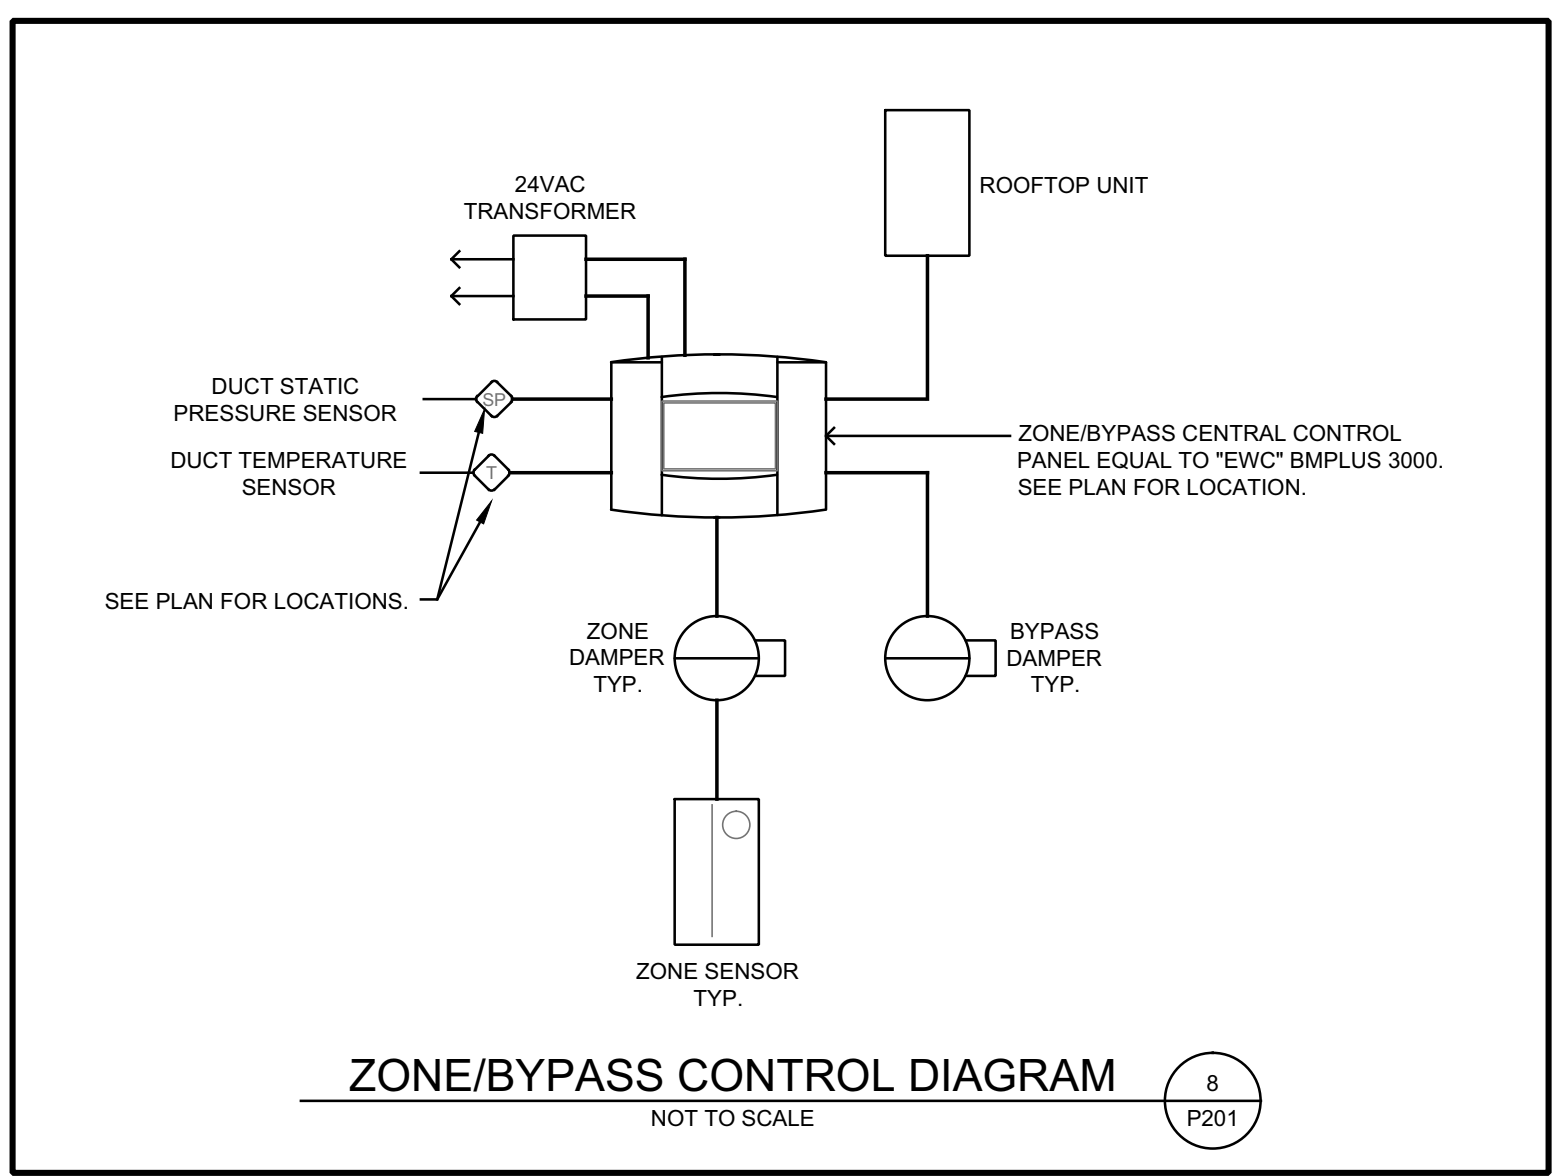 24VAC
TRANSFORMER
ROOFTOP UNIT
DUCT STATIC
PRESSURE SENSOR
SP
DUCT TEMPERATURE
SENSOR
T
ZONE/BYPASS CENTRAL CONTROL
PANEL EQUAL TO "EWC" BMPLUS 3000.
SEE PLAN FOR LOCATION.
SEE PLAN FOR LOCATIONS.
ZONE
DAMPER
TYP.
BYPASS
DAMPER
TYP.
ZONE SENSOR
TYP.
ZONE/BYPASS CONTROL DIAGRAM
NOT TO SCALE
8
P201